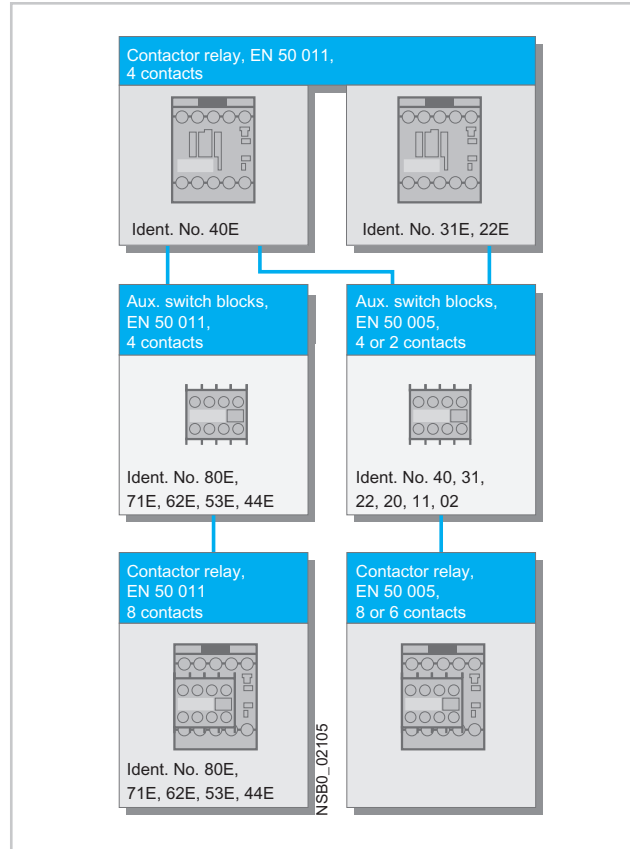 Contactor relay, EN 50 011,
4 contacts
Ident. No. 40E
Ident. No. 31E, 22E
Aux. switch blocks,
EN 50 011,
4 contacts
Ident. No. 80E,
71E, 62E, 53E, 44E
Aux. switch blocks,
EN 50 005,
4 or 2 contacts
Ident. No. 40, 31,
22, 20, 11, 02
Contactor relay,
EN 50 011
8 contacts
Ident. No. 80E,
71E, 62E, 53E, 44E
Contactor relay,
EN 50 005,
8 or 6 contacts
NSB0_02105